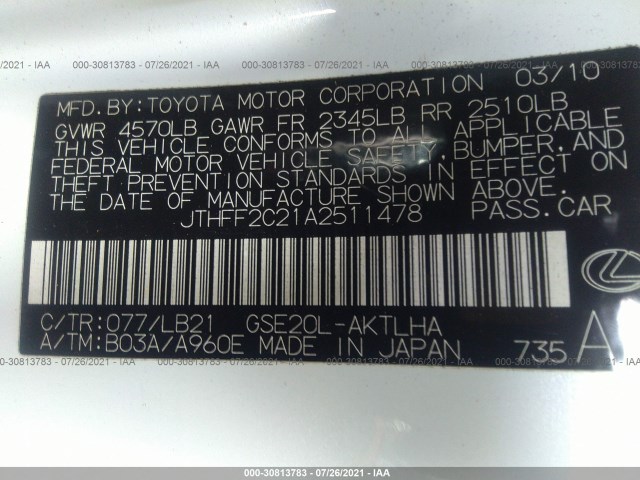 000-30813783 - 07/26/2021 - IAA
MFD.BY:TOYOTA MOTOR CORPORATION 03/10
GVWR 4570LB GAWR FR 2345LB RR 2510LB
THIS VEHICLE CONFORMS TO ALL APPLICABLE
FEDERAL MOTOR VEHICLE SAFETY, BUMPER, AND
THEFT PREVENTION STANDARDS IN EFFECT ON
THE DATE OF MANUFACTURE SHOWN ABOVE.
JTHFF2C21A2511478 PASS.CAR
C/TR:077/LB21 GSE20L-AKTLHA
A/TM:B03A/A960E MADE IN JAPAN 735 A
000-30813783 - 07/26/2021 - IAA